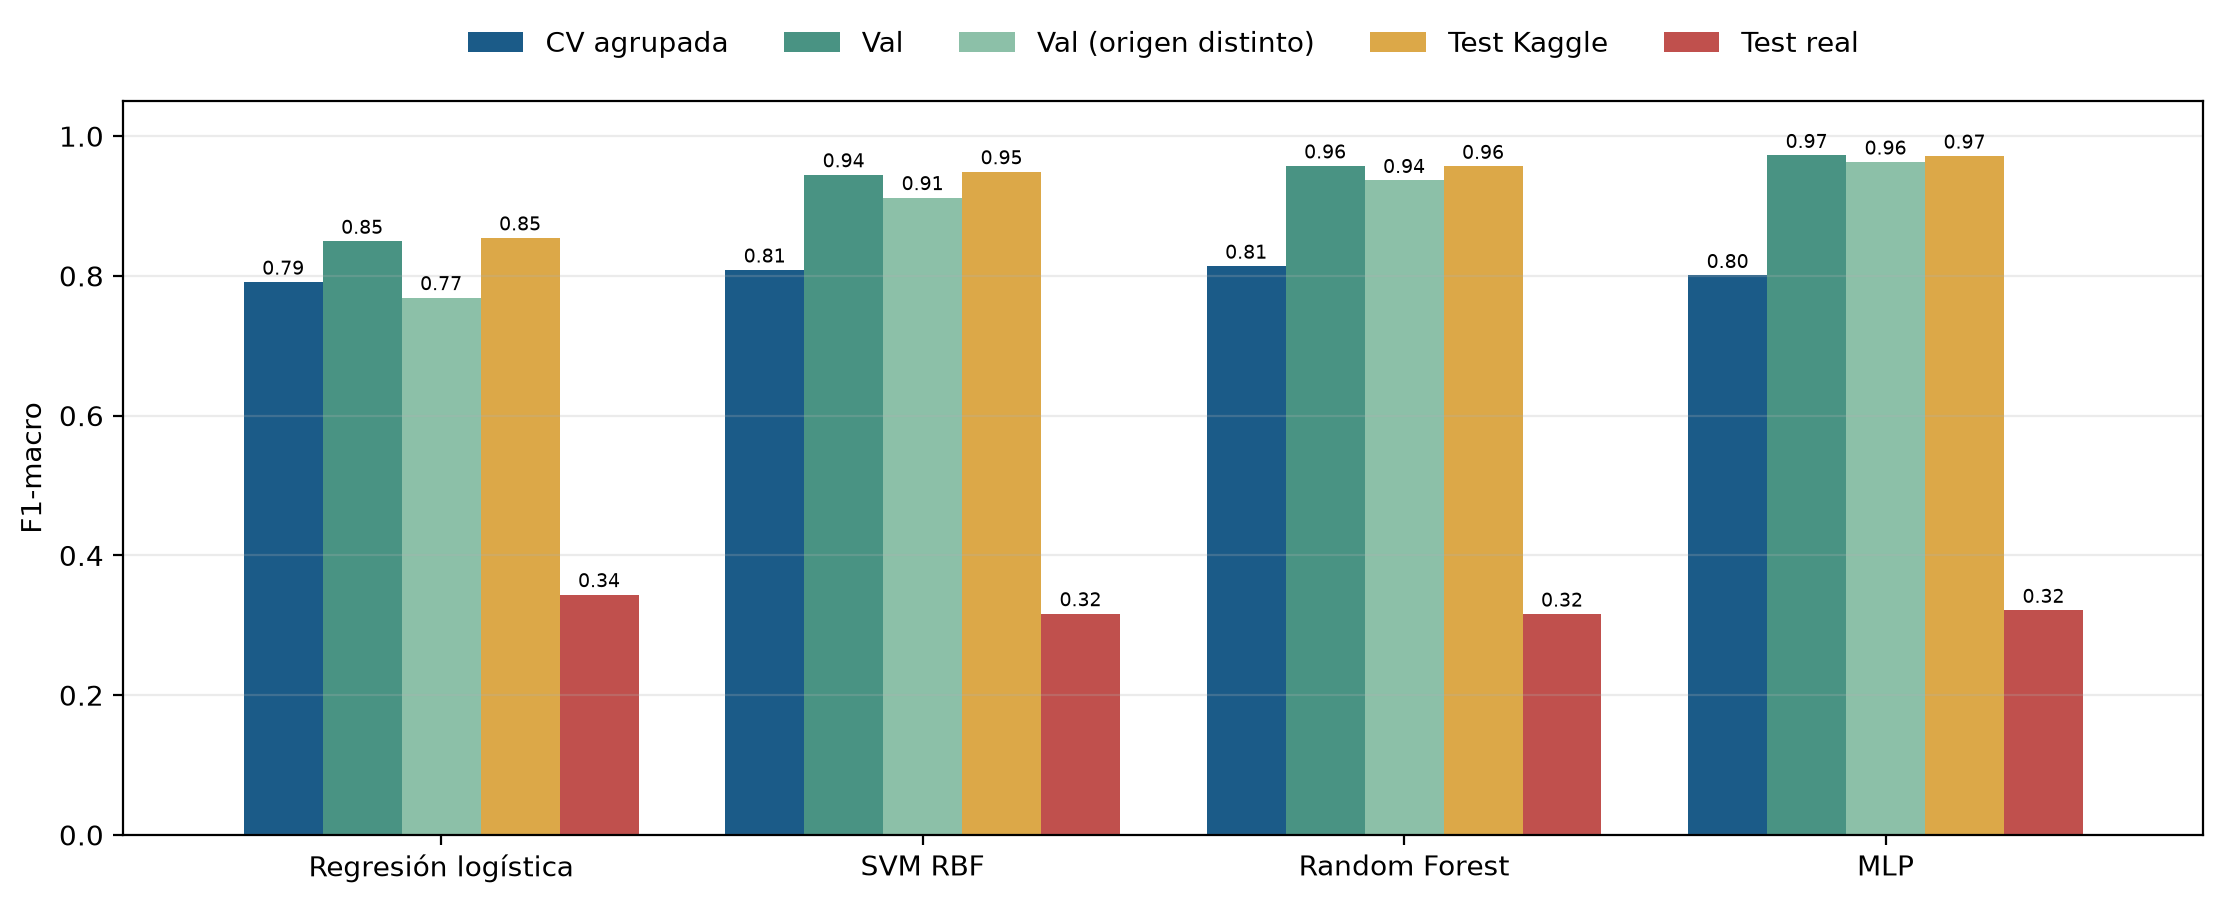 CV agrupada Val Val (origen distinto) Test Kaggle Test real
F1-macro
1.0
0.8
0.6
0.4
0.2
0.0
0.79 0.85 0.77 0.85 0.34
0.81 0.94 0.91 0.95 0.32
0.81 0.96 0.94 0.96 0.32
0.80 0.97 0.96 0.97 0.32
Regresión logística SVM RBF Random Forest MLP